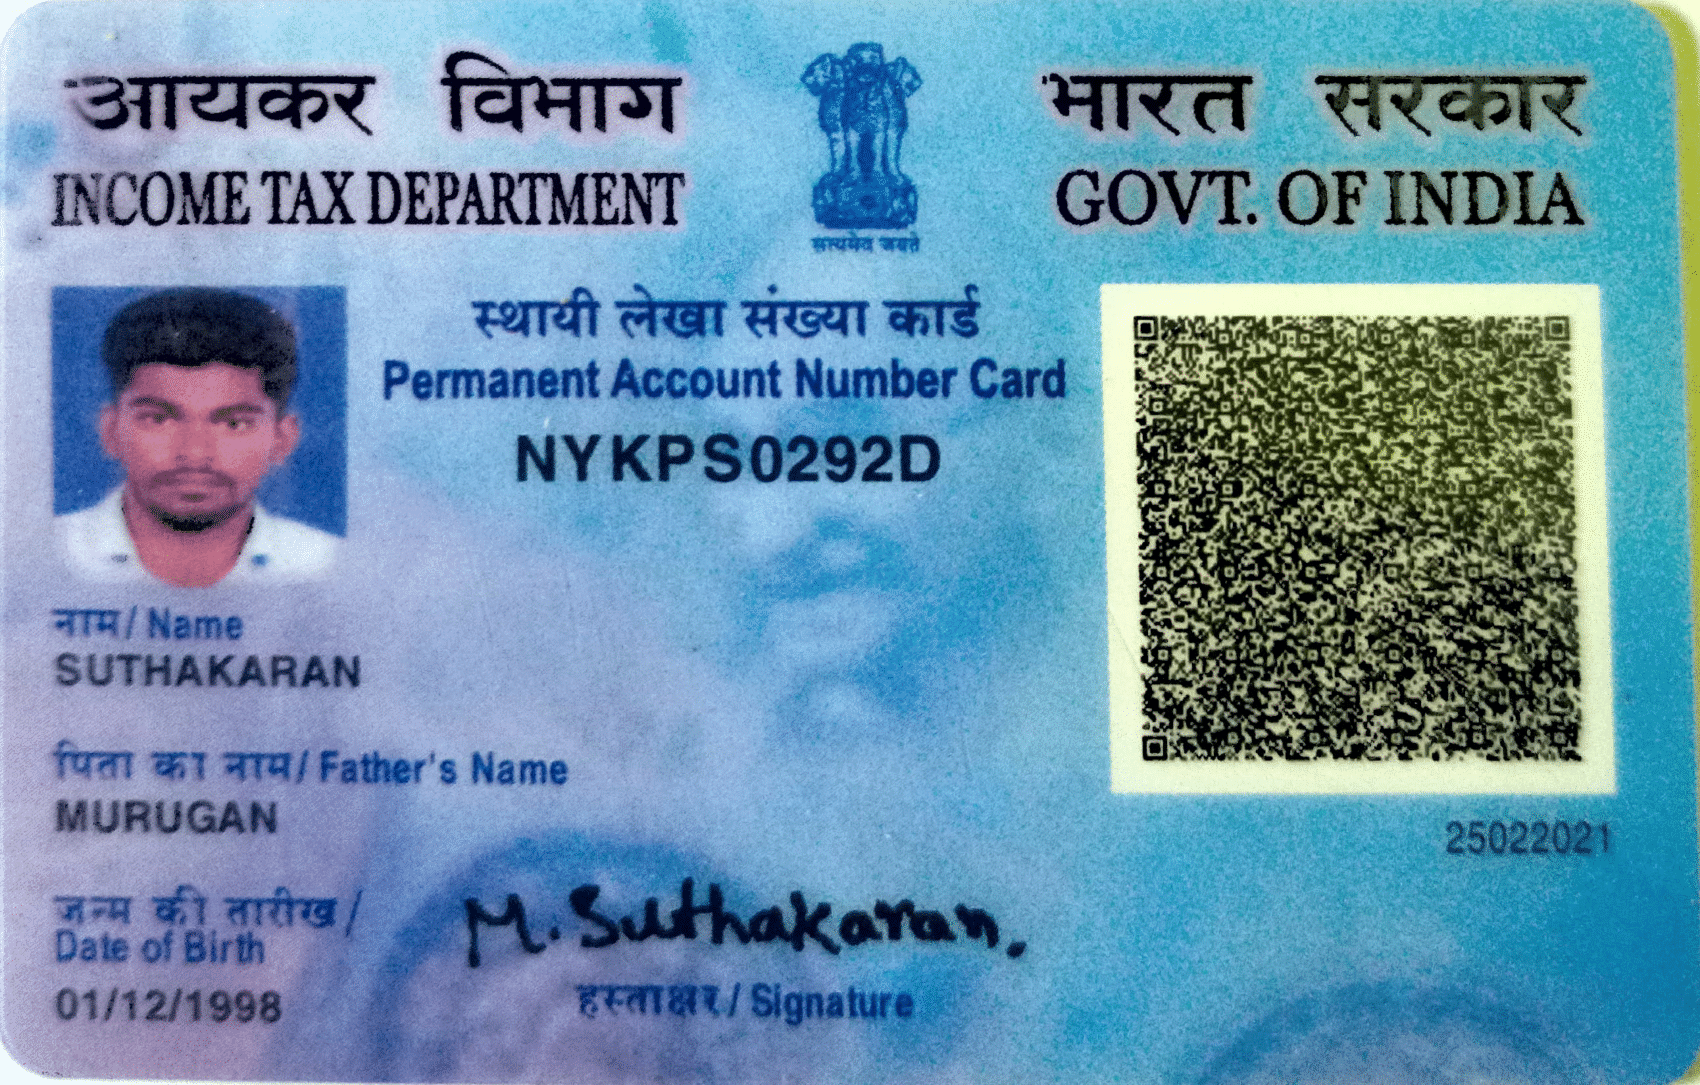 आयकर विभाग
INCOME TAX DEPARTMENT
सत्यमेव जयते
भारत सरकार
GOVT. OF INDIA
स्थायी लेखा संख्या कार्ड
Permanent Account Number Card
NYKPS0292D
नाम / Name
SUTHAKARAN
पिता का नाम / Father's Name
MURUGAN
25022021
जन्म की तारीख /
Date of Birth
01/12/1998
M. Suthakaran.
हस्ताक्षर / Signature